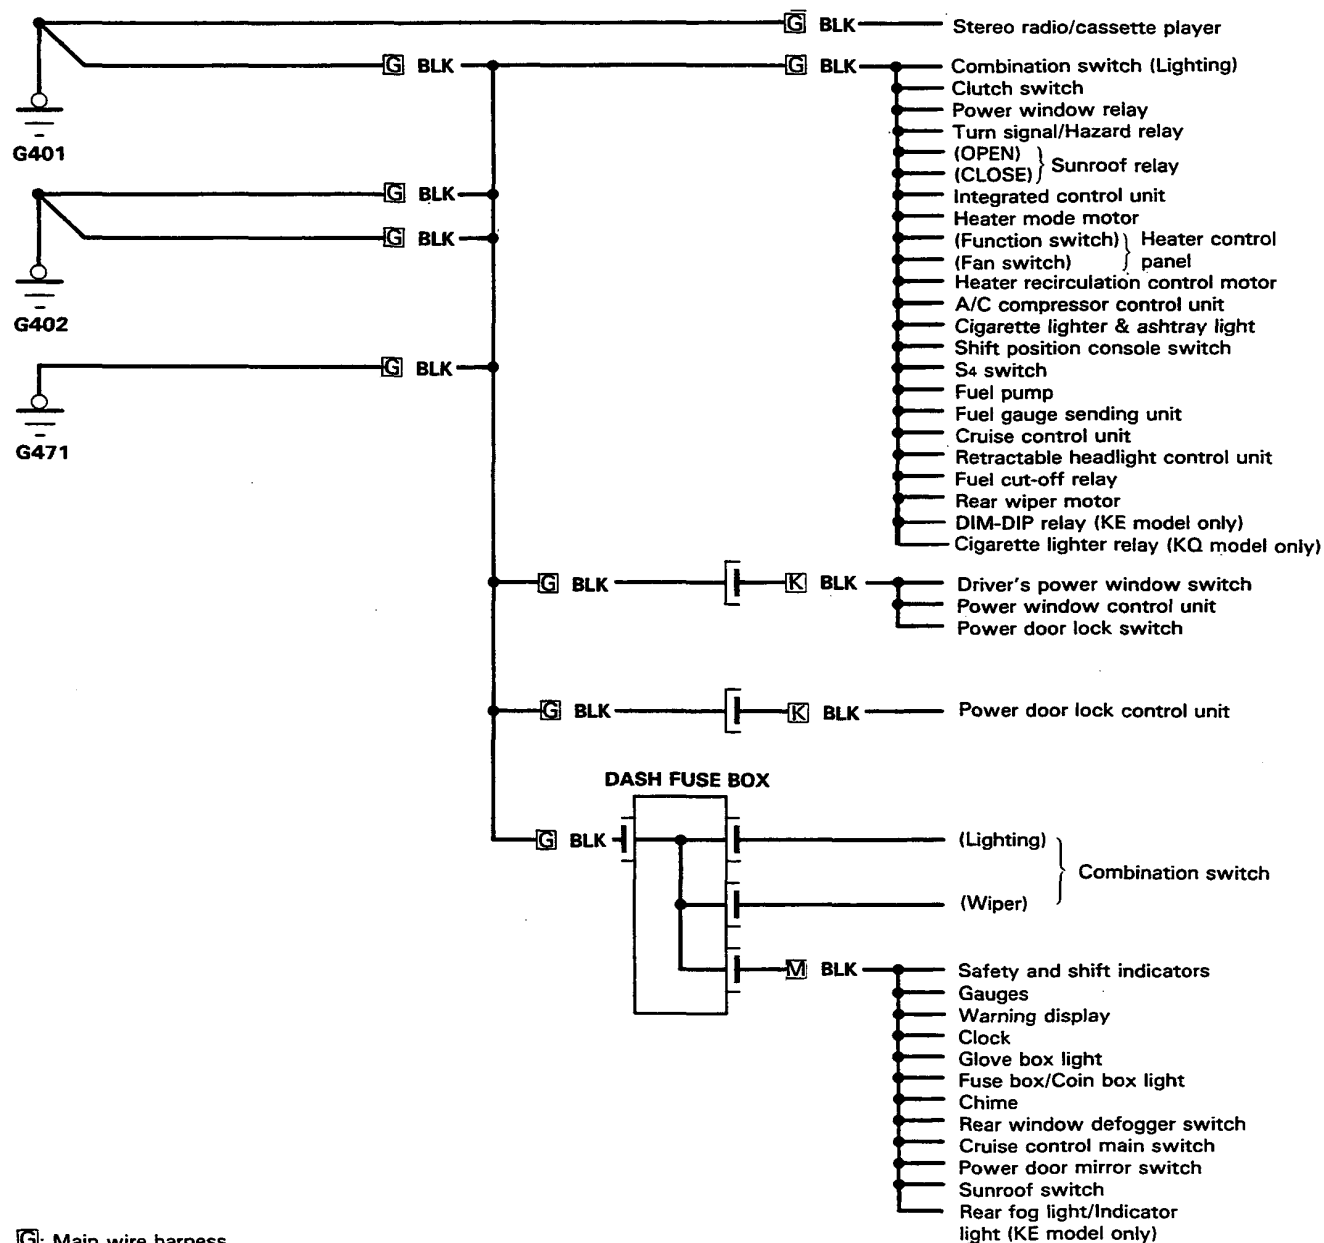 G BLK Stereo radio/cassette player
G BLK G BLK Combination switch (Lighting)
Clutch switch
Power window relay
Turn signal/Hazard relay
G401
(OPEN)
(CLOSE) Sunroof relay
G BLK Integrated control unit
Heater mode motor
G BLK (Function switch) Heater control
(Fan switch) panel
Heater recirculation control motor
A/C compressor control unit
G402 Cigarette lighter & ashtray light
Shift position console switch
G BLK S4 switch
Fuel pump
Fuel gauge sending unit
Cruise control unit
G471 Retractable headlight control unit
Fuel cut-off relay
Rear wiper motor
DIM-DIP relay (KE model only)
Cigarette lighter relay (KQ model only)
G BLK K BLK Driver's power window switch
Power window control unit
Power door lock switch
G BLK K BLK Power door lock control unit
DASH FUSE BOX
G BLK (Lighting)
Combination switch
(Wiper)
M BLK Safety and shift indicators
Gauges
Warning display
Clock
Glove box light
Fuse box/Coin box light
Chime
Rear window defogger switch
Cruise control main switch
Power door mirror switch
Sunroof switch
Rear fog light/Indicator
light (KE model only)
G: Main wire harness